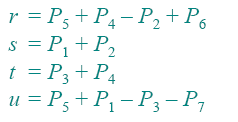 r = P₅ + P₄ – P₂ + P₆
s = P₁ + P₂
t = P₃ + P₄
u = P₅ + P₁ – P₃ – P₇